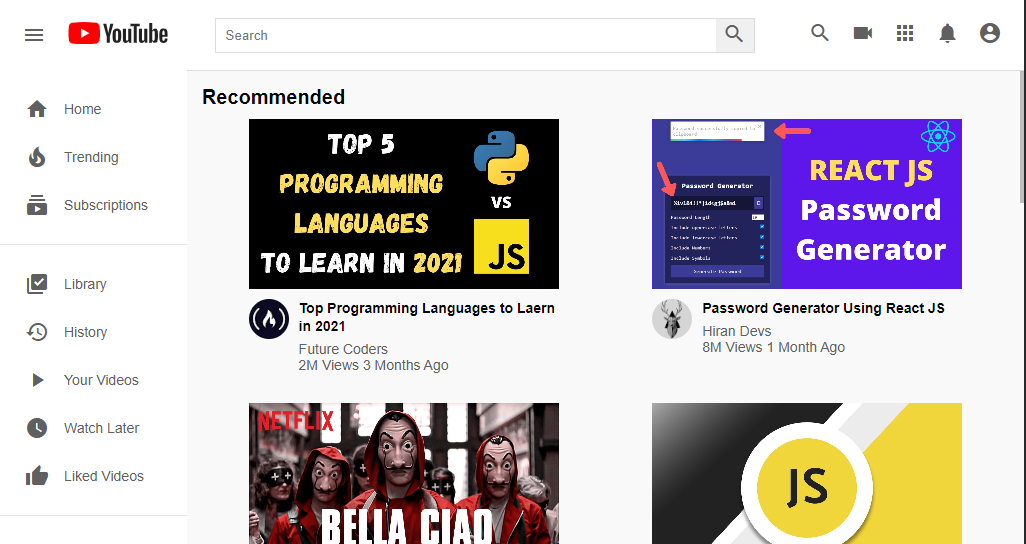 YouTube
Search
Home
Trending
Subscriptions
Library
History
Your Videos
Watch Later
Liked Videos
Recommended
TOP 5
PROGRAMMING
LANGUAGES
TO LEARN IN 2021
VS
JS
Top Programming Languages to Laern
in 2021
Future Coders
2M Views 3 Months Ago
Password successfully copied to
clipboard
Password Generator
Password Length
Include uppercase letters
Include lowercase letters
Include Numbers
Include Symbols
Generate Password
REACT JS
Password
Generator
Password Generator Using React JS
Hiran Devs
8M Views 1 Month Ago
NETFLIX
BELLA CIAO
JS